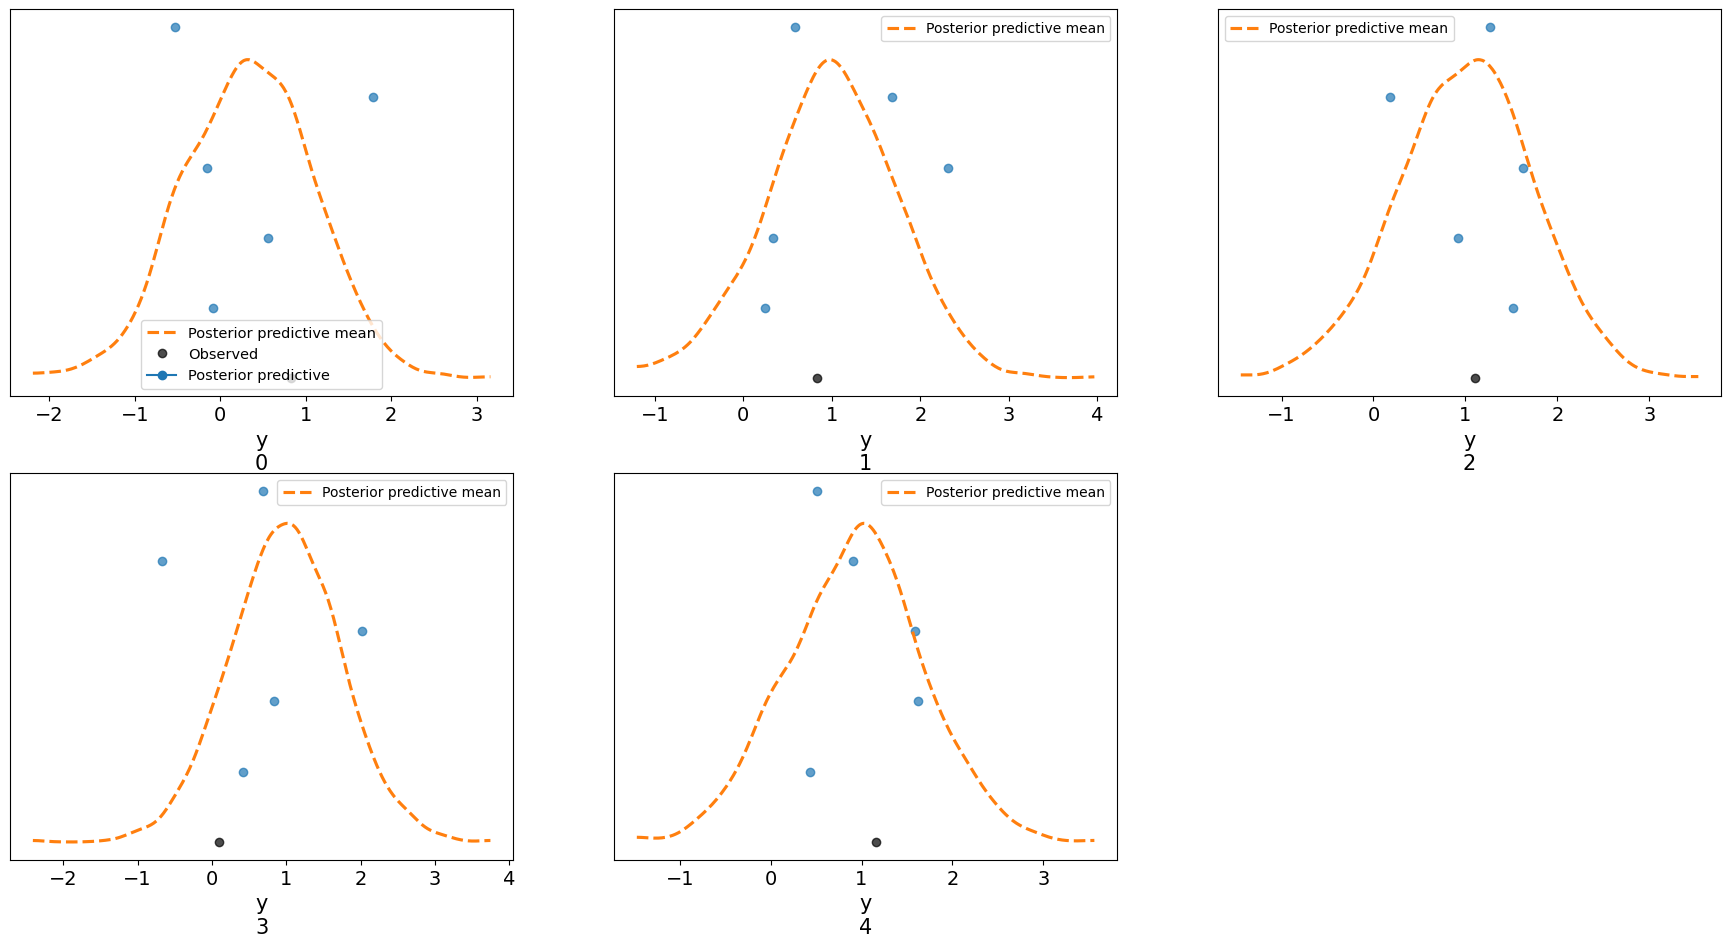 Posterior predictive mean
Observed
Posterior predictive
−2 −1 0 1 2 3
y
0
Posterior predictive mean
−1 0 1 2 3 4
y
1
Posterior predictive mean
−1 0 1 2 3
y
2
Posterior predictive mean
−2 −1 0 1 2 3 4
y
3
Posterior predictive mean
−1 0 1 2 3
y
4